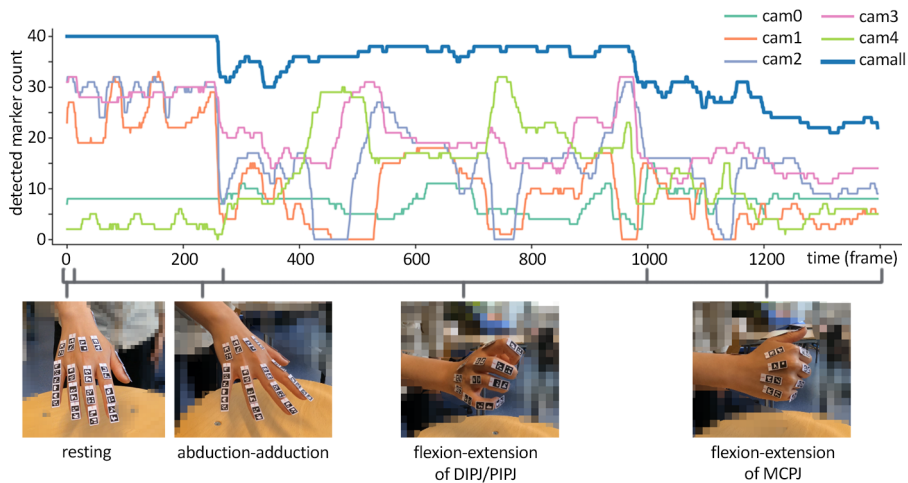 cam0
cam1
cam2
cam3
cam4
camall
detected marker count
40
30
20
10
0
0
200
400
600
800
1000
1200
time (frame)
resting
abduction-adduction
flexion-extension
of DIPJ/PIPJ
flexion-extension
of MCPJ